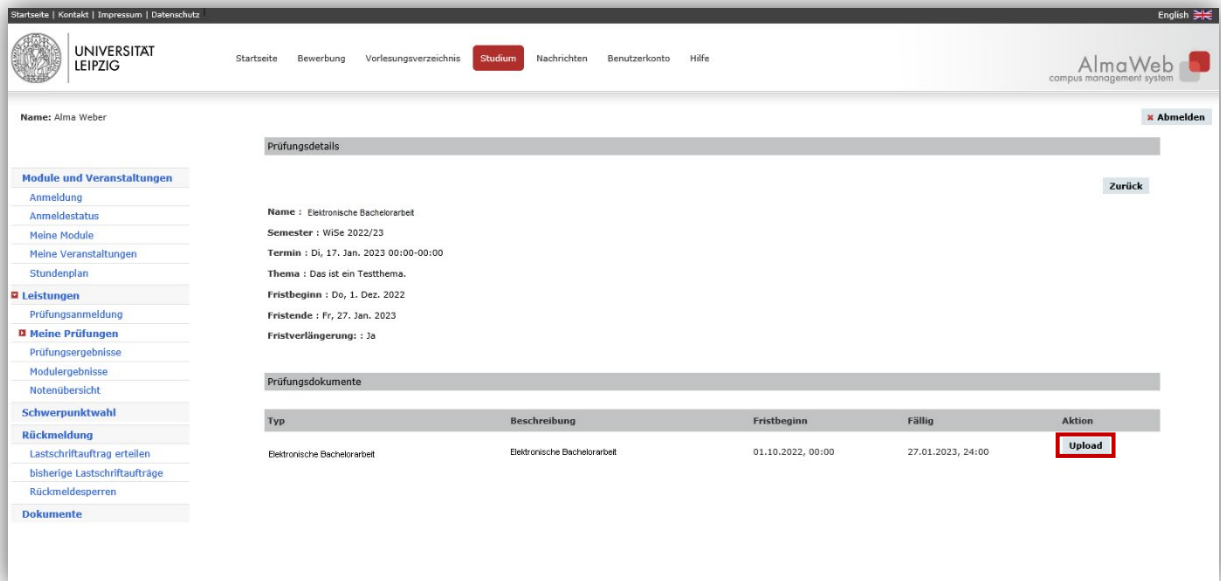 Startseite | Kontakt | Impressum | Datenschutz
English
UNIVERSITÄT
LEIPZIG
Startseite Bewerbung Vorlesungsverzeichnis Studium Nachrichten Benutzerkonto Hilfe
AlmaWeb
campus management system
Name: Alma Weber
× Abmelden
Prüfungsdetails
Module und Veranstaltungen
Anmeldung
Anmeldestatus
Meine Module
Meine Veranstaltungen
Stundenplan
Leistungen
Prüfungsanmeldung
Meine Prüfungen
Prüfungsergebnisse
Modulergebnisse
Notenübersicht
Schwerpunktwahl
Rückmeldung
Lastschriftauftrag erteilen
bisherige Lastschriftaufträge
Rückmeldesperren
Dokumente
Zurück
Name : Elektronische Bachelorarbeit
Semester : WiSe 2022/23
Termin : Di, 17. Jan. 2023 00:00-00:00
Thema : Das ist ein Testthema.
Fristbeginn : Do, 1. Dez. 2022
Fristende : Fr, 27. Jan. 2023
Fristverlängerung: : Ja
Prüfungsdokumente
Typ Beschreibung Fristbeginn Fällig Aktion
Elektronische Bachelorarbeit Elektronische Bachelorarbeit 01.10.2022, 00:00 27.01.2023, 24:00 Upload